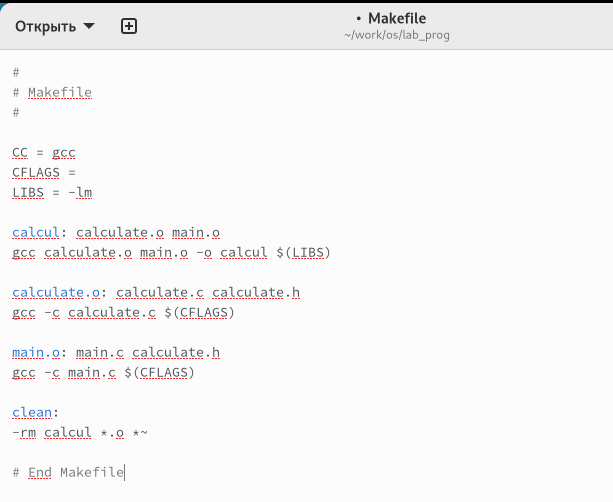 Открыть
• Makefile
~/work/os/lab_prog
#
# Makefile
#
CC = gcc
CFLAGS =
LIBS = -lm
calcul: calculate.o main.o
gcc calculate.o main.o -o calcul $(LIBS)
calculate.o: calculate.c calculate.h
gcc -c calculate.c $(CFLAGS)
main.o: main.c calculate.h
gcc -c main.c $(CFLAGS)
clean:
-rm calcul *.o *~
# End Makefile